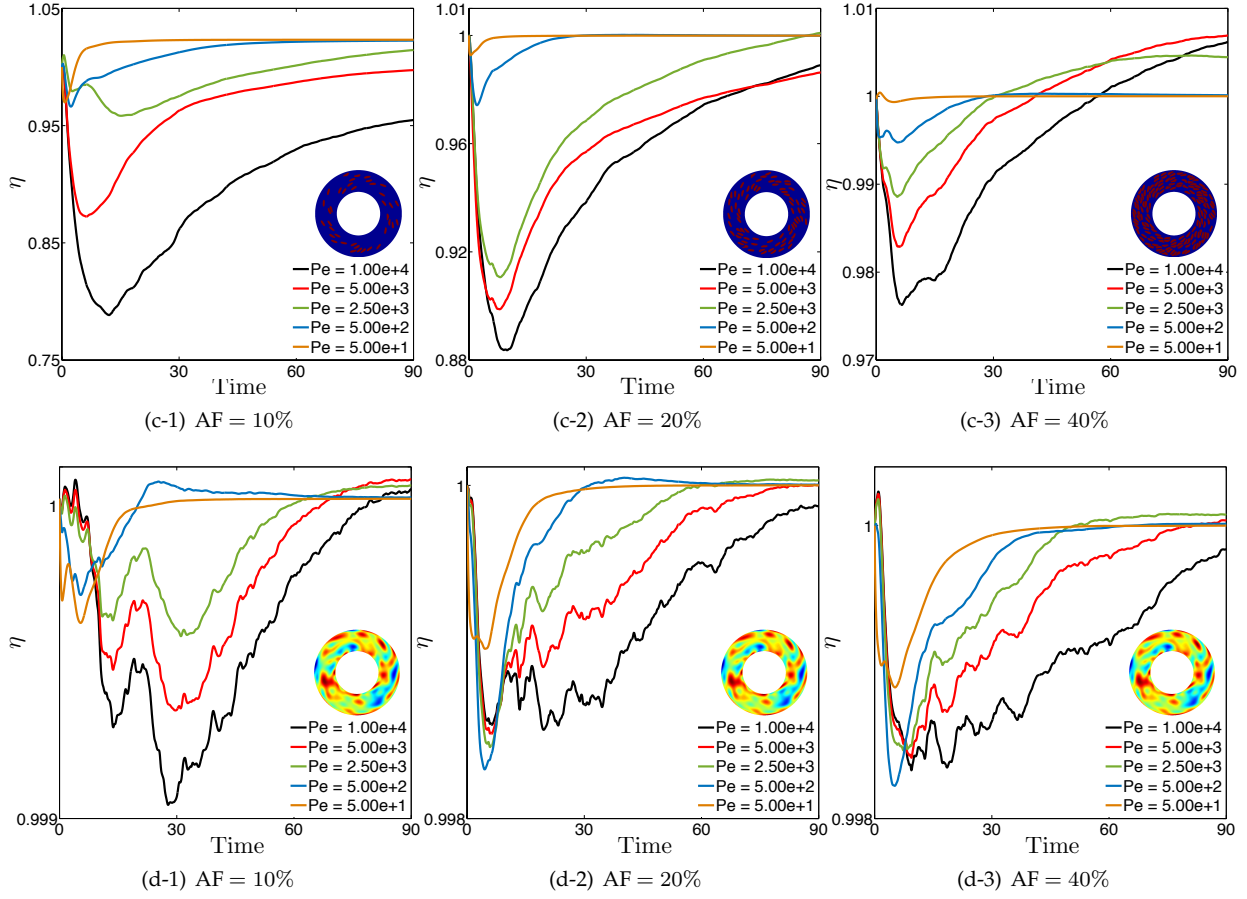 1.05
0.95
0.85
0.75
η
0 30 60 90
Time
Pe = 1.00e+4
Pe = 5.00e+3
Pe = 2.50e+3
Pe = 5.00e+2
Pe = 5.00e+1
(c-1) AF = 10%
1.01
1
0.96
0.92
0.88
η
0 30 60 90
Time
Pe = 1.00e+4
Pe = 5.00e+3
Pe = 2.50e+3
Pe = 5.00e+2
Pe = 5.00e+1
(c-2) AF = 20%
1.01
1
0.99
0.98
0.97
η
0 30 60 90
Time
Pe = 1.00e+4
Pe = 5.00e+3
Pe = 2.50e+3
Pe = 5.00e+2
Pe = 5.00e+1
(c-3) AF = 40%
1
0.999
η
0 30 60 90
Time
Pe = 1.00e+4
Pe = 5.00e+3
Pe = 2.50e+3
Pe = 5.00e+2
Pe = 5.00e+1
(d-1) AF = 10%
1
0.998
η
0 30 60 90
Time
Pe = 1.00e+4
Pe = 5.00e+3
Pe = 2.50e+3
Pe = 5.00e+2
Pe = 5.00e+1
(d-2) AF = 20%
1
0.998
η
0 30 60 90
Time
Pe = 1.00e+4
Pe = 5.00e+3
Pe = 2.50e+3
Pe = 5.00e+2
Pe = 5.00e+1
(d-3) AF = 40%